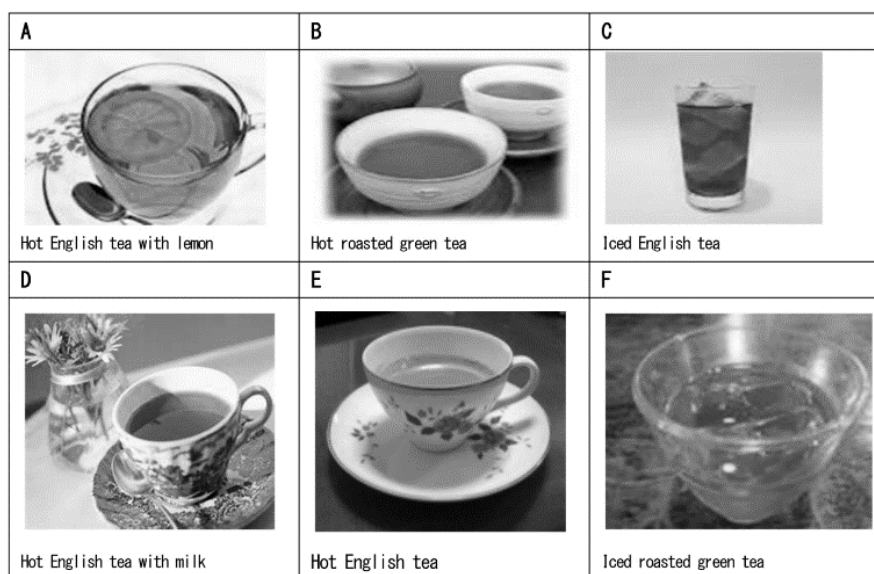 A B C
Hot English tea with lemon Hot roasted green tea Iced English tea
D E F
Hot English tea with milk Hot English tea Iced roasted green tea